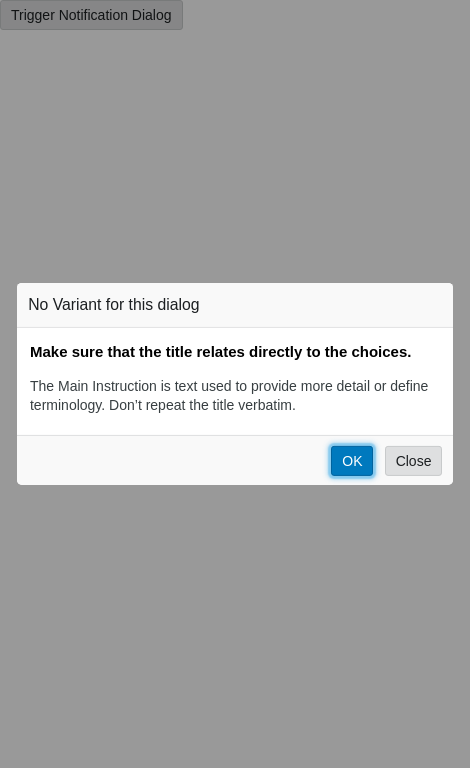 Trigger Notification Dialog
No Variant for this dialog
Make sure that the title relates directly to the choices.
The Main Instruction is text used to provide more detail or define
terminology. Don’t repeat the title verbatim.
OK Close